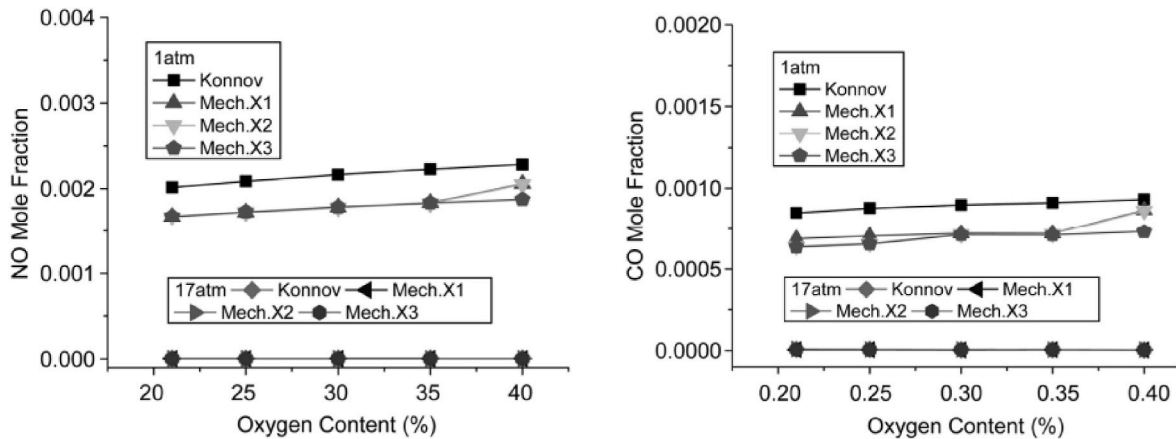 0.004
0.003
0.002
0.001
0.000
NO Mole Fraction
1atm
Konnov
Mech.X1
Mech.X2
Mech.X3
17atm Konnov Mech.X1
Mech.X2 Mech.X3
20 25 30 35 40
Oxygen Content (%)
0.0020
0.0015
0.0010
0.0005
0.0000
CO Mole Fraction
1atm
Konnov
Mech.X1
Mech.X2
Mech.X3
17atm Konnov Mech.X1
Mech.X2 Mech.X3
0.20 0.25 0.30 0.35 0.40
Oxygen Content (%)